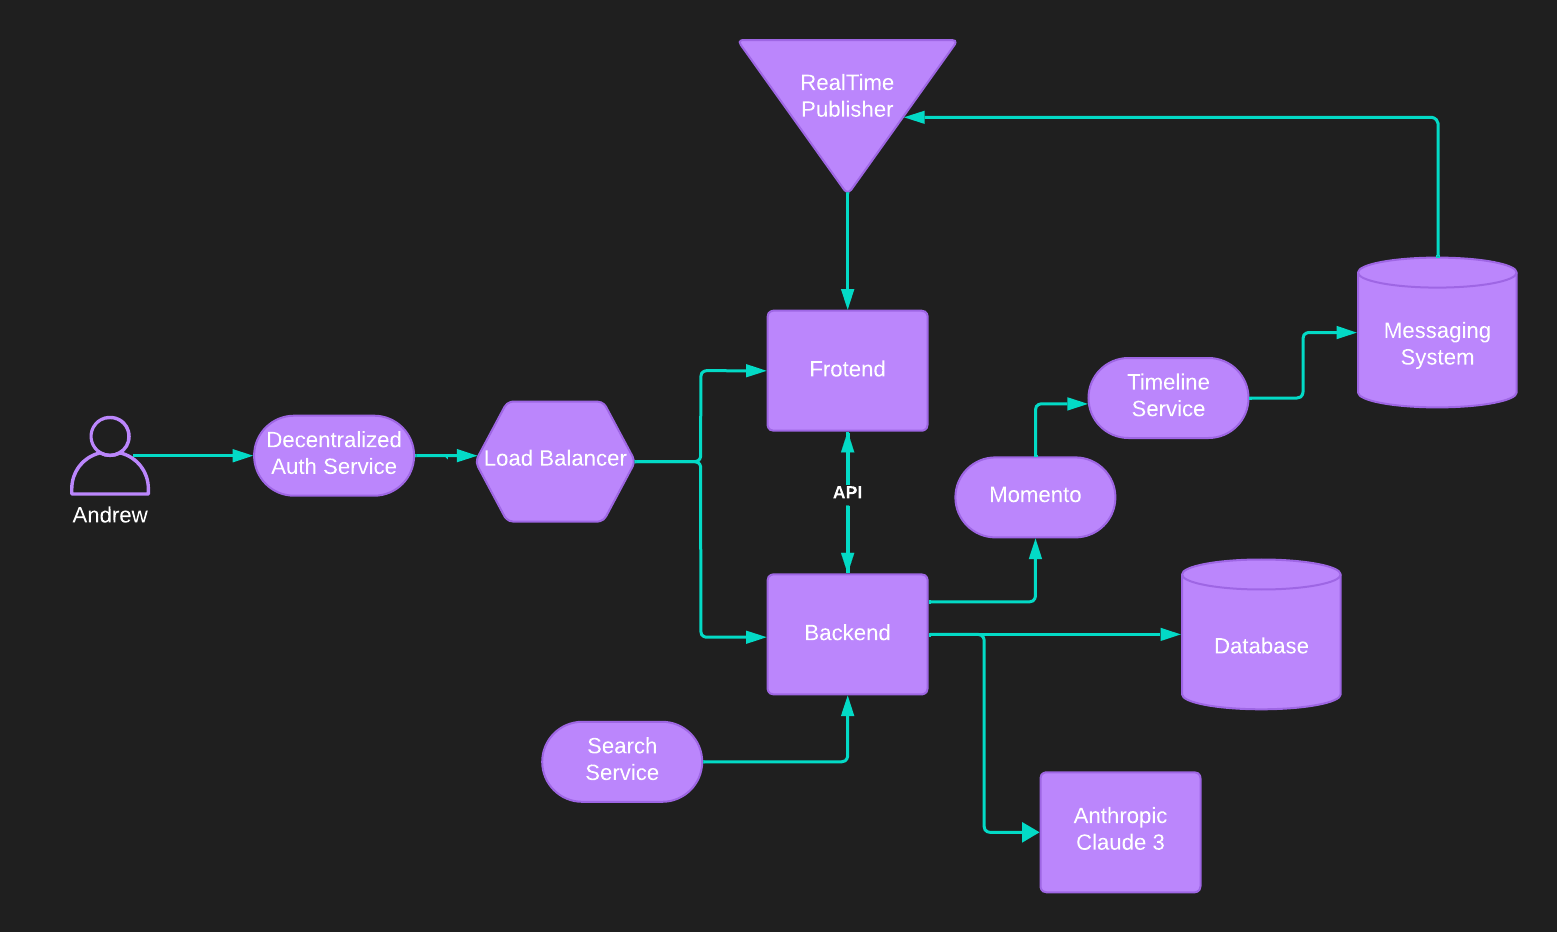 RealTime
Publisher
Frotend
Messaging
System
Timeline
Service
Decentralized
Auth Service
Load Balancer
Andrew
API
Momento
Backend
Database
Search
Service
Anthropic
Claude 3